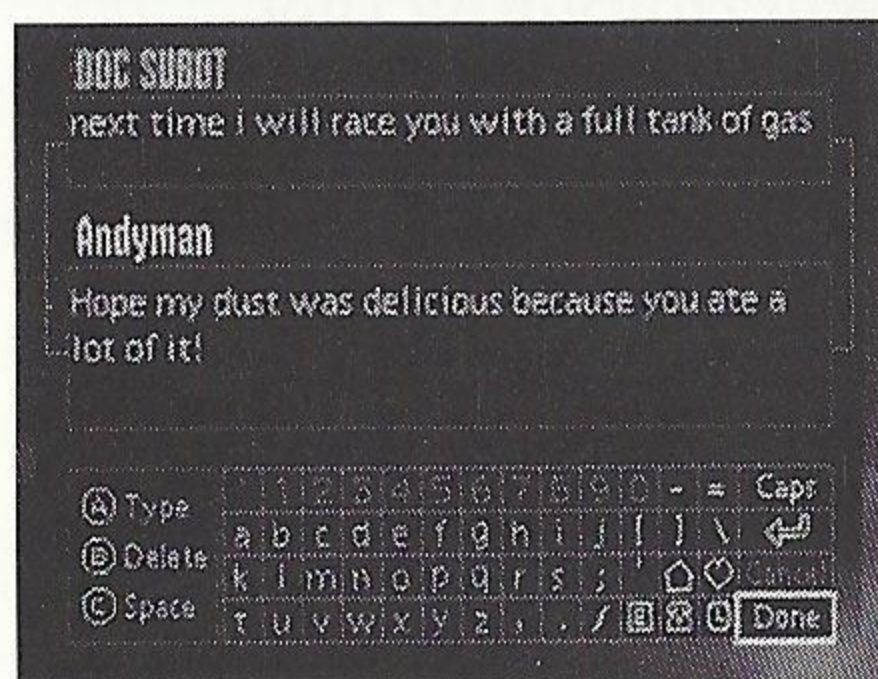 DOC SUBOT
next time i will race you with a full tank of gas
Andyman
Hope my dust was delicious because you ate a
lot of it!
1 2 3 4 5 6 7 8 9 0 - = Caps
A Type
a b c d e f g h i j [ ] \
B Delete
k l m n o p q r s ; ' Cancel
C Space
t u v w x y z , . / Done